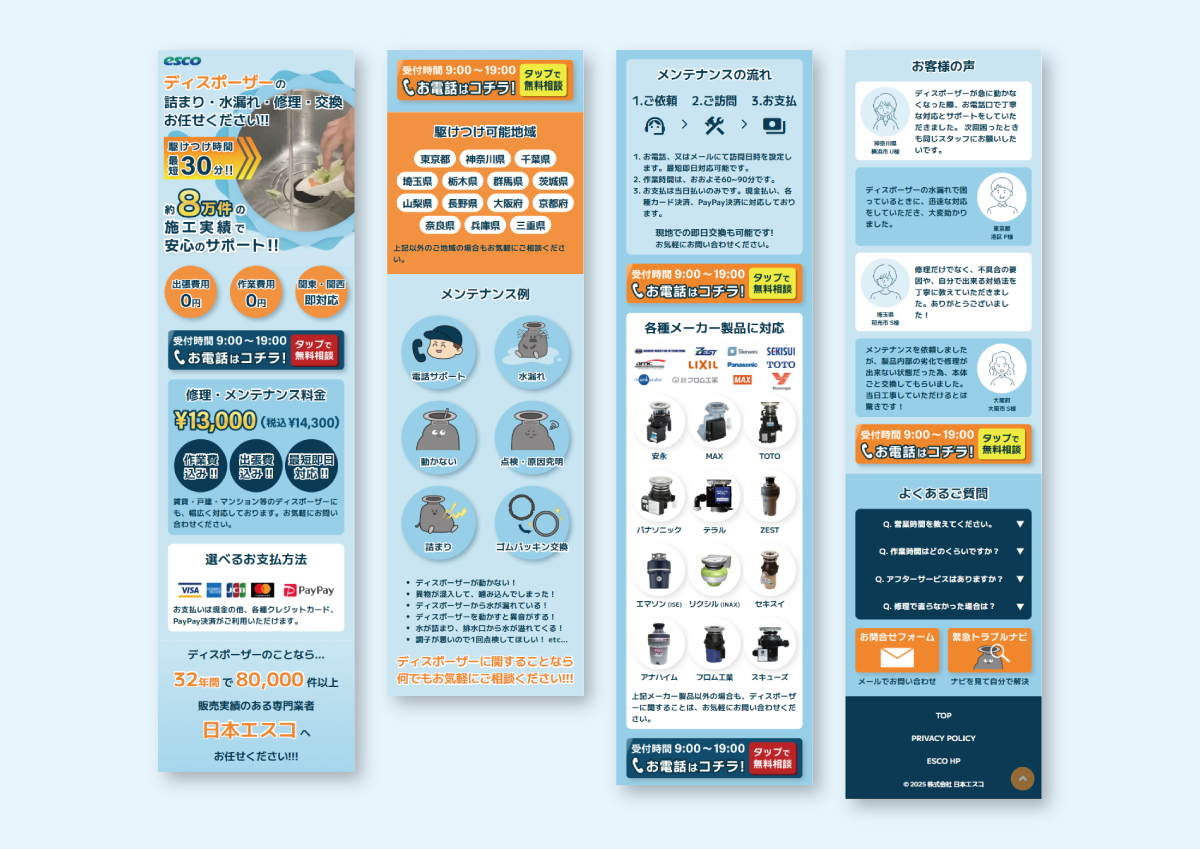 esco
ディスポーザーの
詰まり・水漏れ・修理・交換
お任せください!!
駆けつけ時間
最短30分!!
約8万件の
施工実績で
安心のサポート!!
出張費用
0円
作業費用
0円
関東・関西
即対応
受付時間 9:00～19:00
お電話はコチラ!
タップで
無料相談
修理・メンテナンス料金
¥13,000(税込 ¥14,300)
作業費
込み!!
出張費
込み!!
最短即日
対応!!
賃貸・戸建・マンション等のディスポーザーに
も、幅広く対応しております。お気軽にお問い
合わせください。
選べるお支払方法
VISA
JCB
PayPay
お支払いは現金の他、各種クレジットカード、
PayPay決済がご利用いただけます。
ディスポーザーのことなら...
32年間で80,000件以上
販売実績のある専門業者
日本エスコへ
お任せください!!!
受付時間 9:00～19:00
お電話はコチラ!
タップで
無料相談
駆けつけ可能地域
東京都 神奈川県 千葉県
埼玉県 栃木県 群馬県 茨城県
山梨県 長野県 大阪府 京都府
奈良県 兵庫県 三重県
上記以外のご地域の場合もお気軽にご相談くださ
い。
メンテナンス例
電話サポート
水漏れ
動かない
点検・原因究明
詰まり
ゴムパッキン交換
• ディスポーザーが動かない！
• 異物が混入して、噛み込んでしまった！
• ディスポーザーから水が漏れている！
• ディスポーザーを動かすと異音がする！
• 水が詰まり、排水口から水が溢れてくる！
• 調子が悪いので1回点検してほしい！ etc...
ディスポーザーに関することなら
何でもお気軽にご相談ください!!!
メンテナンスの流れ
1.ご依頼 2.ご訪問 3.お支払
1. お電話、又はメールにて訪問日時を設定し
ます。最短即日対応可能です。
2. 作業時間は、おおよそ60～90分です。
3. お支払は当日払いのみです。現金払い、各
種カード決済、PayPay決済に対応しており
ます。
現地での即日交換も可能です!
お気軽にお問い合わせください。
受付時間 9:00～19:00
お電話はコチラ!
タップで
無料相談
各種メーカー製品に対応
ZEST
Skewes
SEKISUI
LIXIL
Panasonic
TOTO
フロム工業
MAX
安永
MAX
TOTO
パナソニック
テラル
ZEST
エマソン(ISE)
リクシル(INAX)
セキスイ
アナハイム
フロム工業
スキューズ
上記メーカー製品以外の場合も、ディスポーザ
ーに関することは、お気軽にお問い合わせくだ
さい。
受付時間 9:00～19:00
お電話はコチラ!
タップで
無料相談
お客様の声
ディスポーザーが急に動かな
くなった際、お電話口で丁寧
な対応とサポートをしていた
だきました。 次回困ったとき
も同じスタッフにお願いした
いです。
神奈川県
横浜市 U様
ディスポーザーの水漏れで困
っているときに、迅速な対応
をしていただき、大変助かり
ました。
東京都
港区 F様
修理だけでなく、不具合の要
因や、自分で出来る対処法を
丁寧に教えていただきまし
た。ありがとうございまし
た！
埼玉県
和光市 S様
メンテナンスを依頼しました
が、製品内部の劣化で修理が
出来ない状態だった為、本体
ごと交換してもらいました。
当日工事していただけるとは
驚きです！
大阪府
大阪市 S様
受付時間 9:00～19:00
お電話はコチラ!
タップで
無料相談
よくあるご質問
Q. 営業時間を教えてください。 ▼
Q. 作業時間はどのくらいですか？ ▼
Q. アフターサービスはありますか？ ▼
Q. 修理で直らなかった場合は？ ▼
お問合せフォーム
メールでお問い合わせ
緊急トラブルナビ
ナビを見て自分で解決
TOP
PRIVACY POLICY
ESCO HP
© 2025 株式会社 日本エスコ